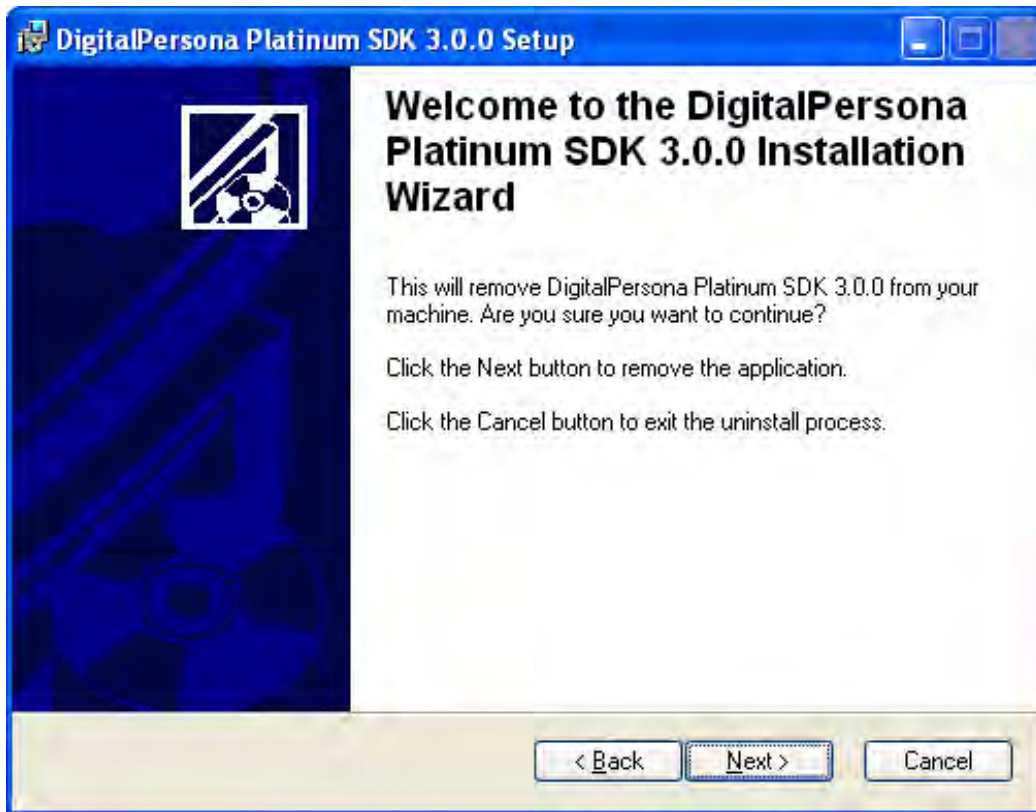 DigitalPersona Platinum SDK 3.0.0 Setup
Welcome to the DigitalPersona
Platinum SDK 3.0.0 Installation
Wizard
This will remove DigitalPersona Platinum SDK 3.0.0 from your
machine. Are you sure you want to continue?
Click the Next button to remove the application.
Click the Cancel button to exit the uninstall process.
< Back
Next >
Cancel